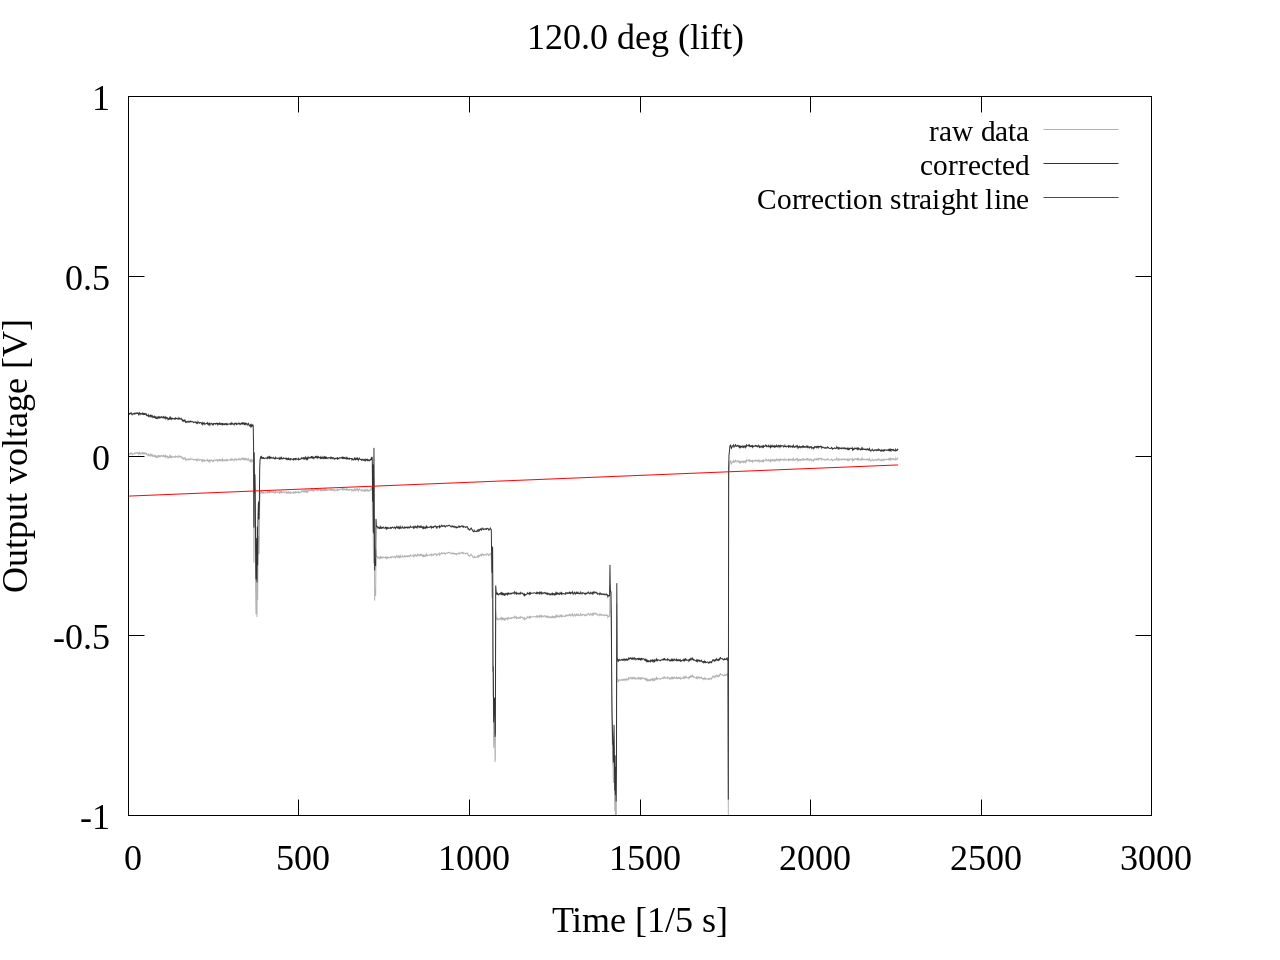 120.0 deg (lift)
1
0.5
0
-0.5
-1
Output voltage [V]
raw data
corrected
Correction straight line
0 500 1000 1500 2000 2500 3000
Time [1/5 s]